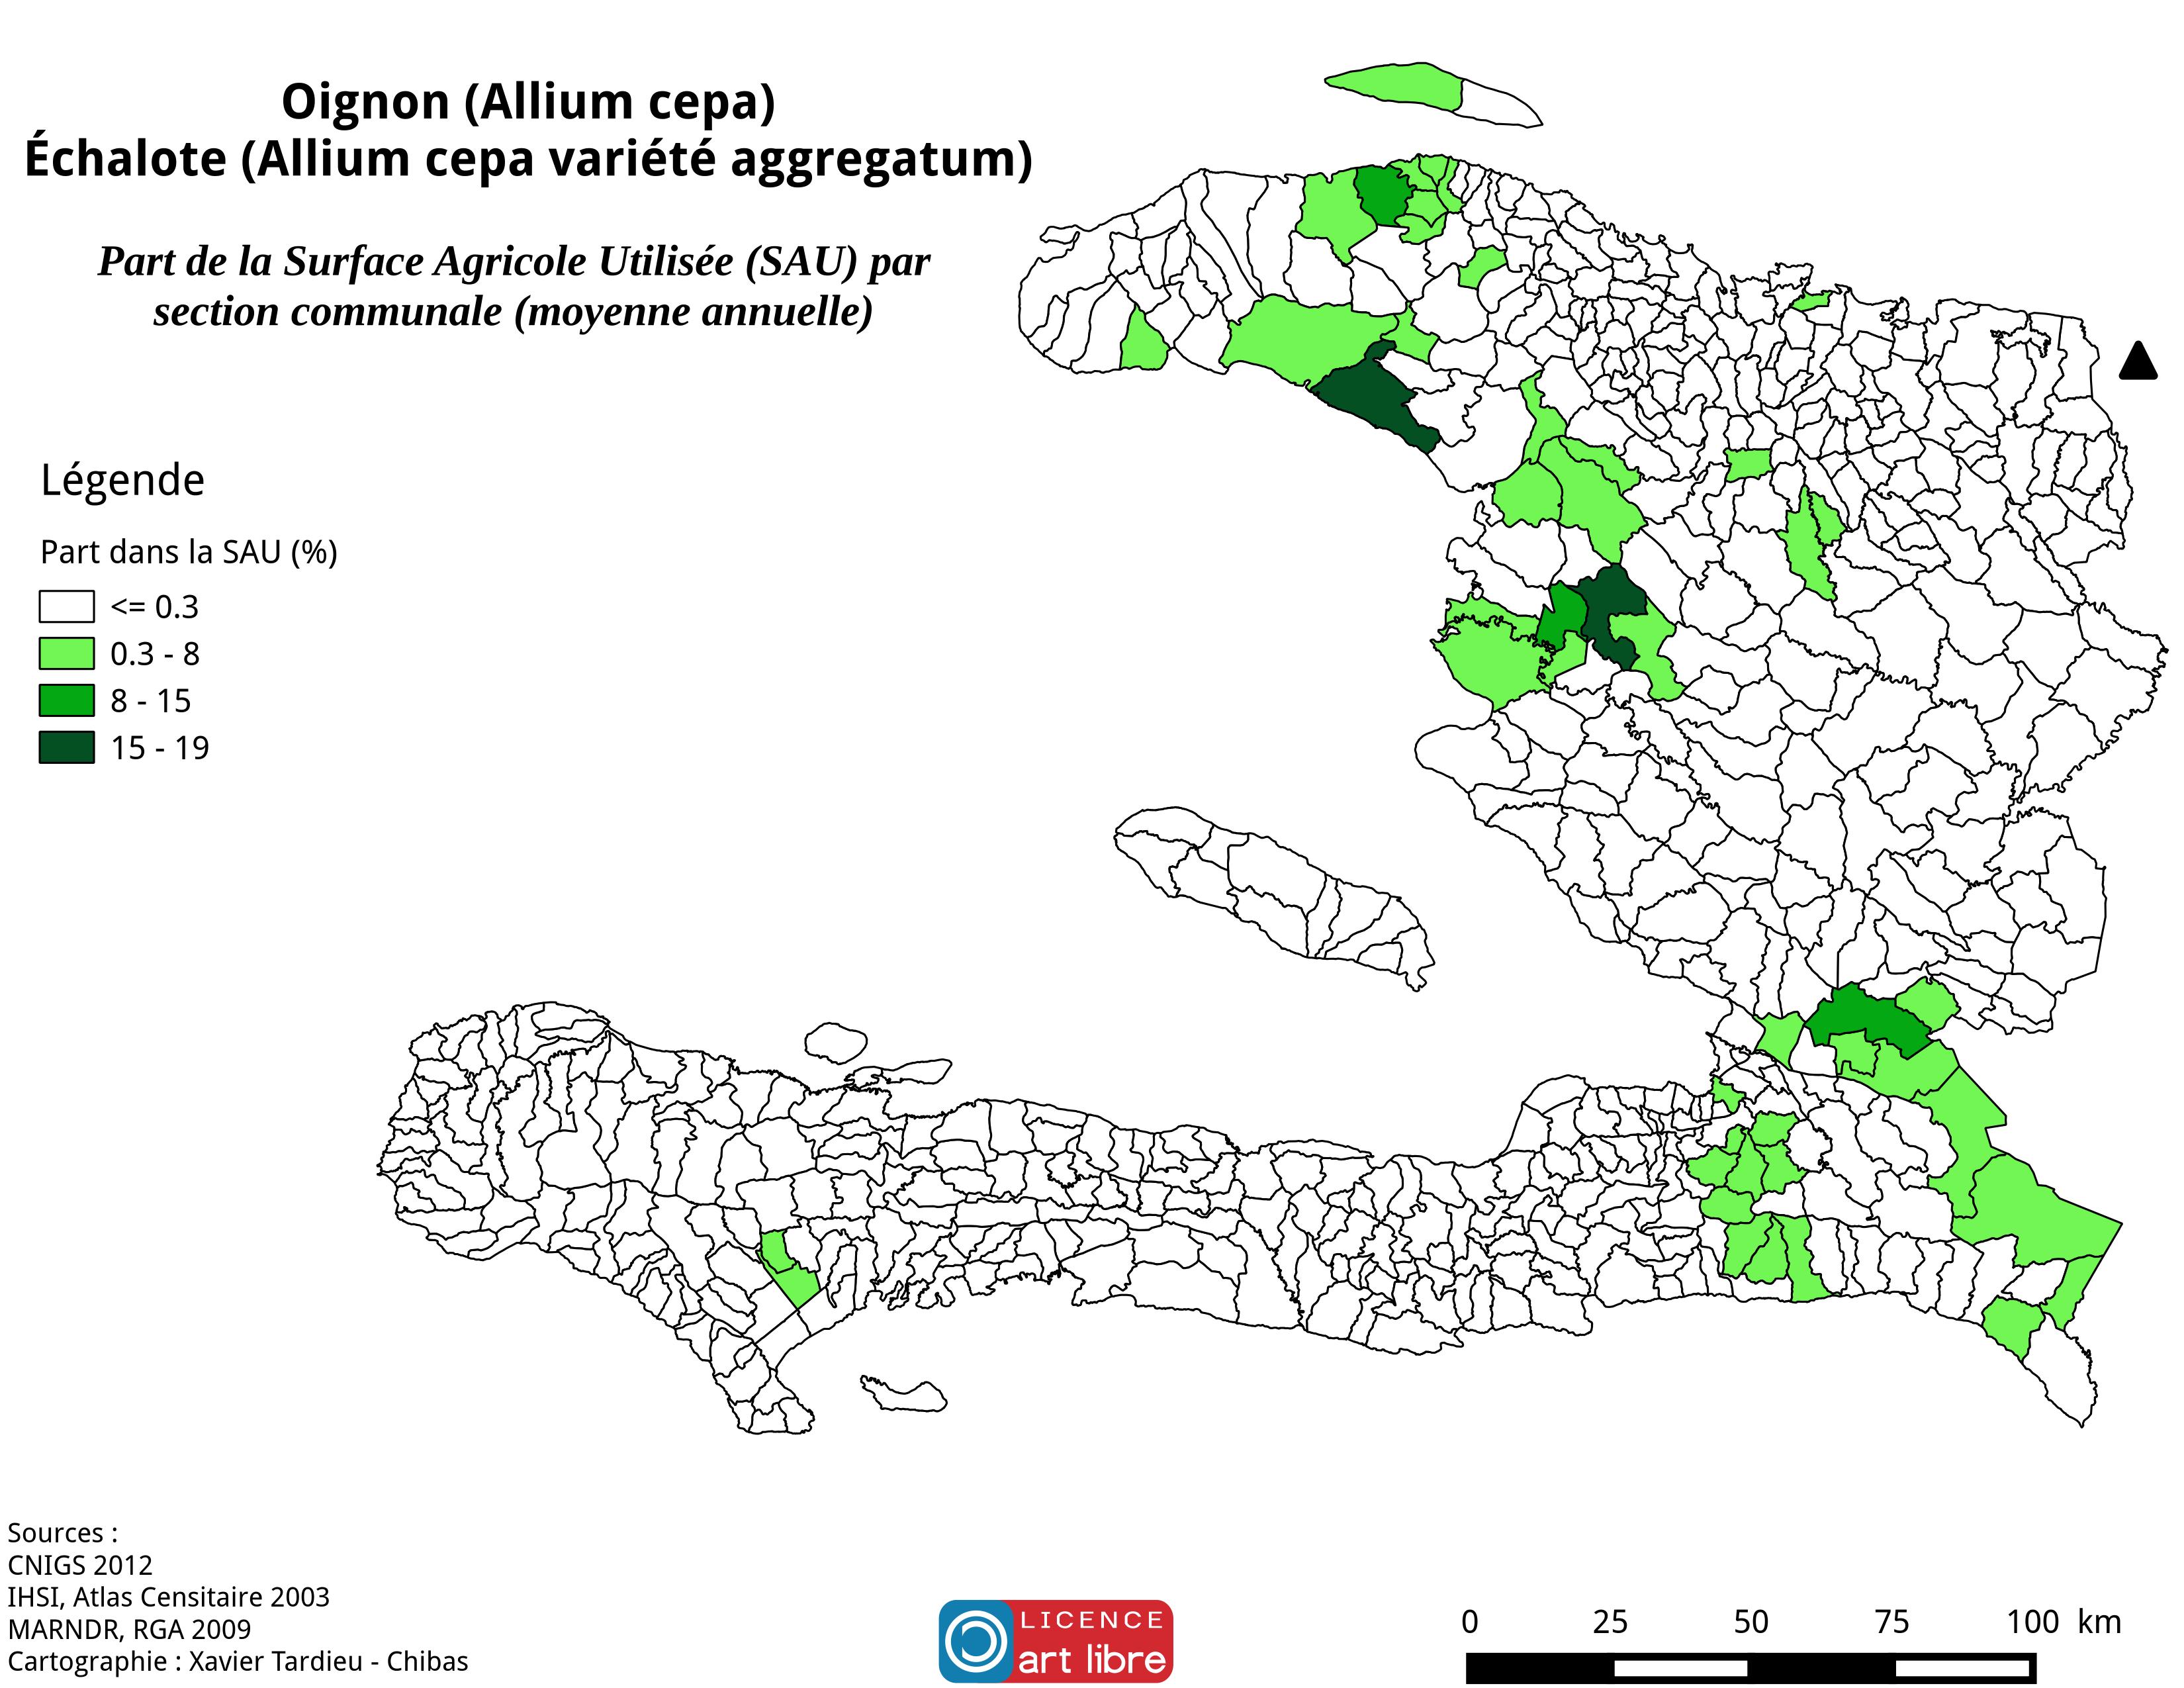 Oignon (Allium cepa)
Échalote (Allium cepa variété aggregatum)
Part de la Surface Agricole Utilisée (SAU) par
section communale (moyenne annuelle)
Légende
Part dans la SAU (%)
<= 0.3
0.3 - 8
8 - 15
15 - 19
Sources :
CNIGS 2012
IHSI, Atlas Censitaire 2003
MARNDR, RGA 2009
Cartographie : Xavier Tardieu - Chibas
LICENCE
art libre
0 25 50 75 100 km